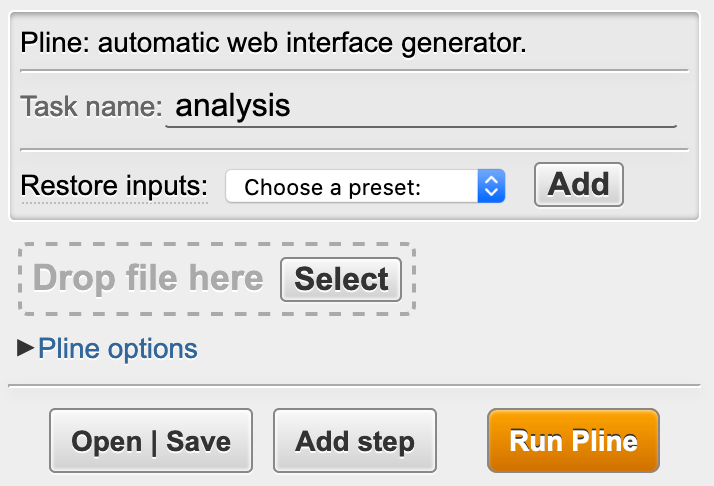 Pline: automatic web interface generator.
Task name: analysis
Restore inputs: Choose a preset: Add
Drop file here Select
Pline options
Open | Save Add step Run Pline